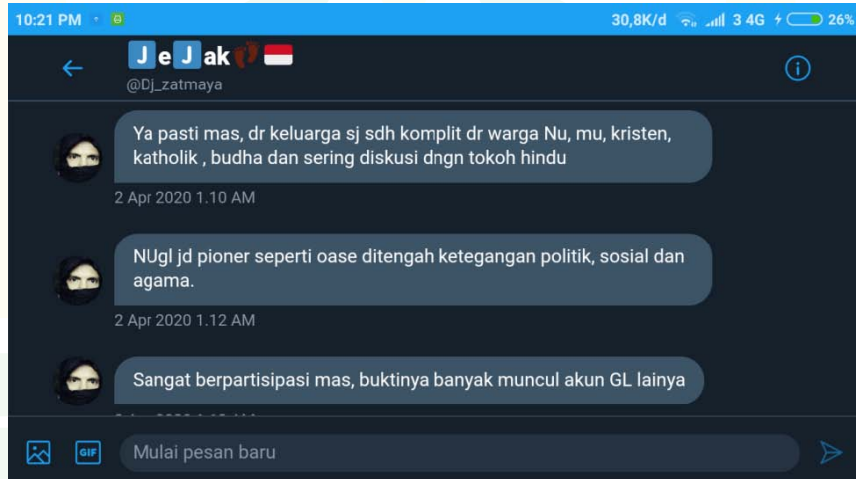 10:21 PM 30,8K/d 3 4G 26%
JeJak
@Dj_zatmaya
Ya pasti mas, dr keluarga sj sdh komplit dr warga Nu, mu, kristen,
katholik , budha dan sering diskusi dngn tokoh hindu
2 Apr 2020 1.10 AM
NUgl jd pioner seperti oase ditengah ketegangan politik, sosial dan
agama.
2 Apr 2020 1.12 AM
Sangat berpartisipasi mas, buktinya banyak muncul akun GL lainya
GIF Mulai pesan baru